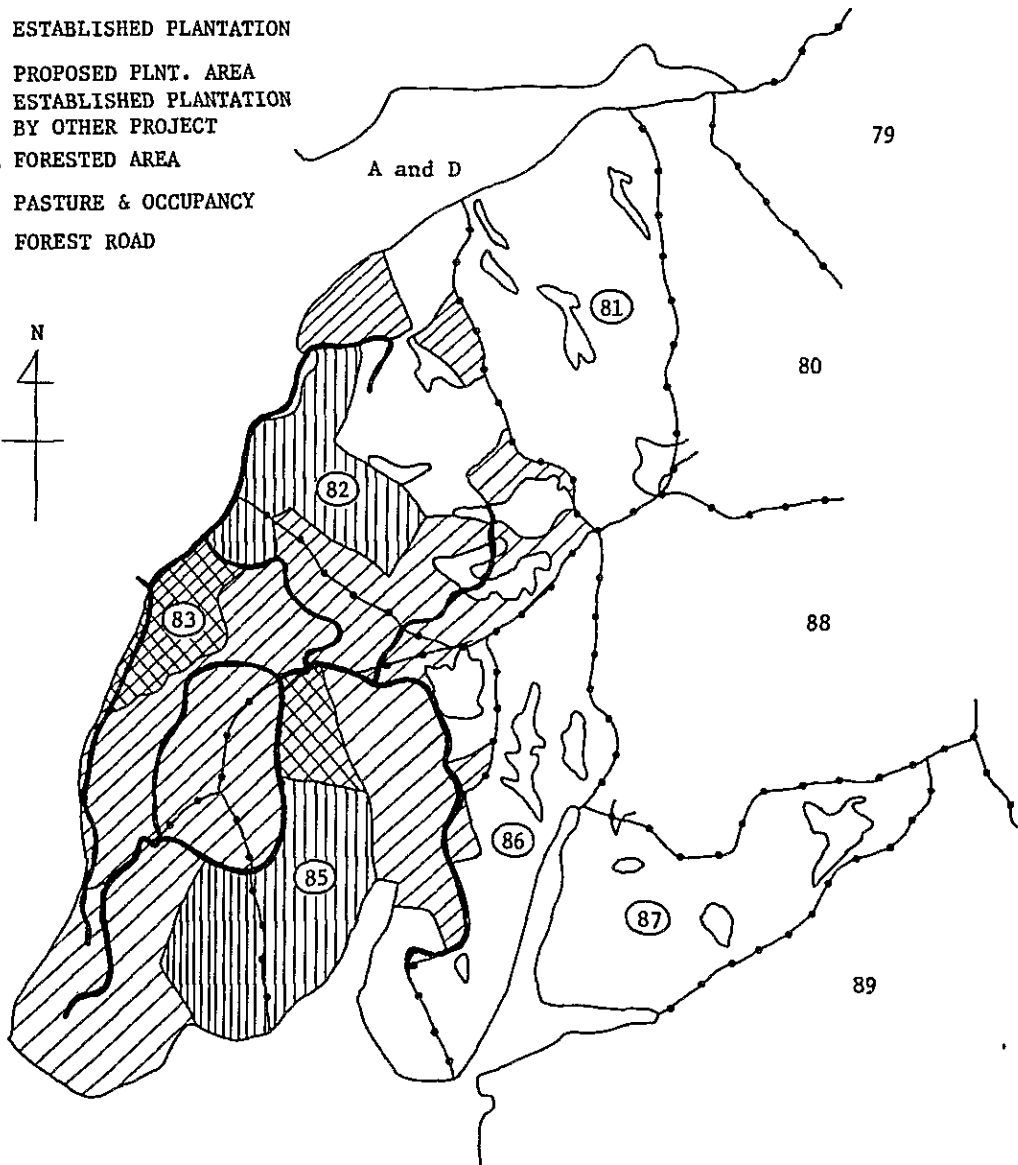 ESTABLISHED PLANTATION
PROPOSED PLNT. AREA
ESTABLISHED PLANTATION
BY OTHER PROJECT
FORESTED AREA
PASTURE & OCCUPANCY
FOREST ROAD
A and D
79
N
81
80
82
83
88
86
85
87
89